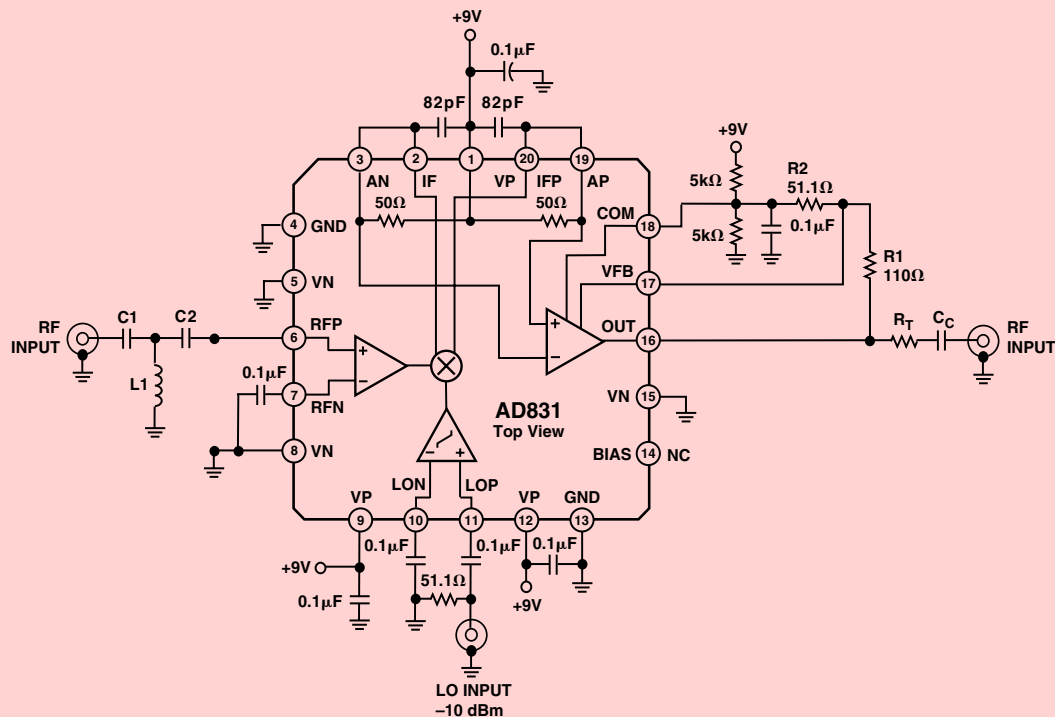 +9V
0.1µF
82pF 82pF
+9V
3 2 1 20 19
AN IF VP IFP AP
5kΩ
R2
51.1Ω
50Ω 50Ω
COM 18
4 GND
5kΩ
0.1µF
R1
110Ω
5 VN
VFB 17
RF
INPUT
C1 C2
6 RFP
+
−
+
−
OUT 16
RT CC
RF
INPUT
L1
0.1µF
7 RFN
AD831
Top View
VN 15
8 VN
− +
BIAS 14 NC
LON LOP
VP VP GND
9 10 11 12 13
0.1µF 0.1µF 0.1µF
+9V
51.1Ω
0.1µF
+9V
LO INPUT
–10 dBm